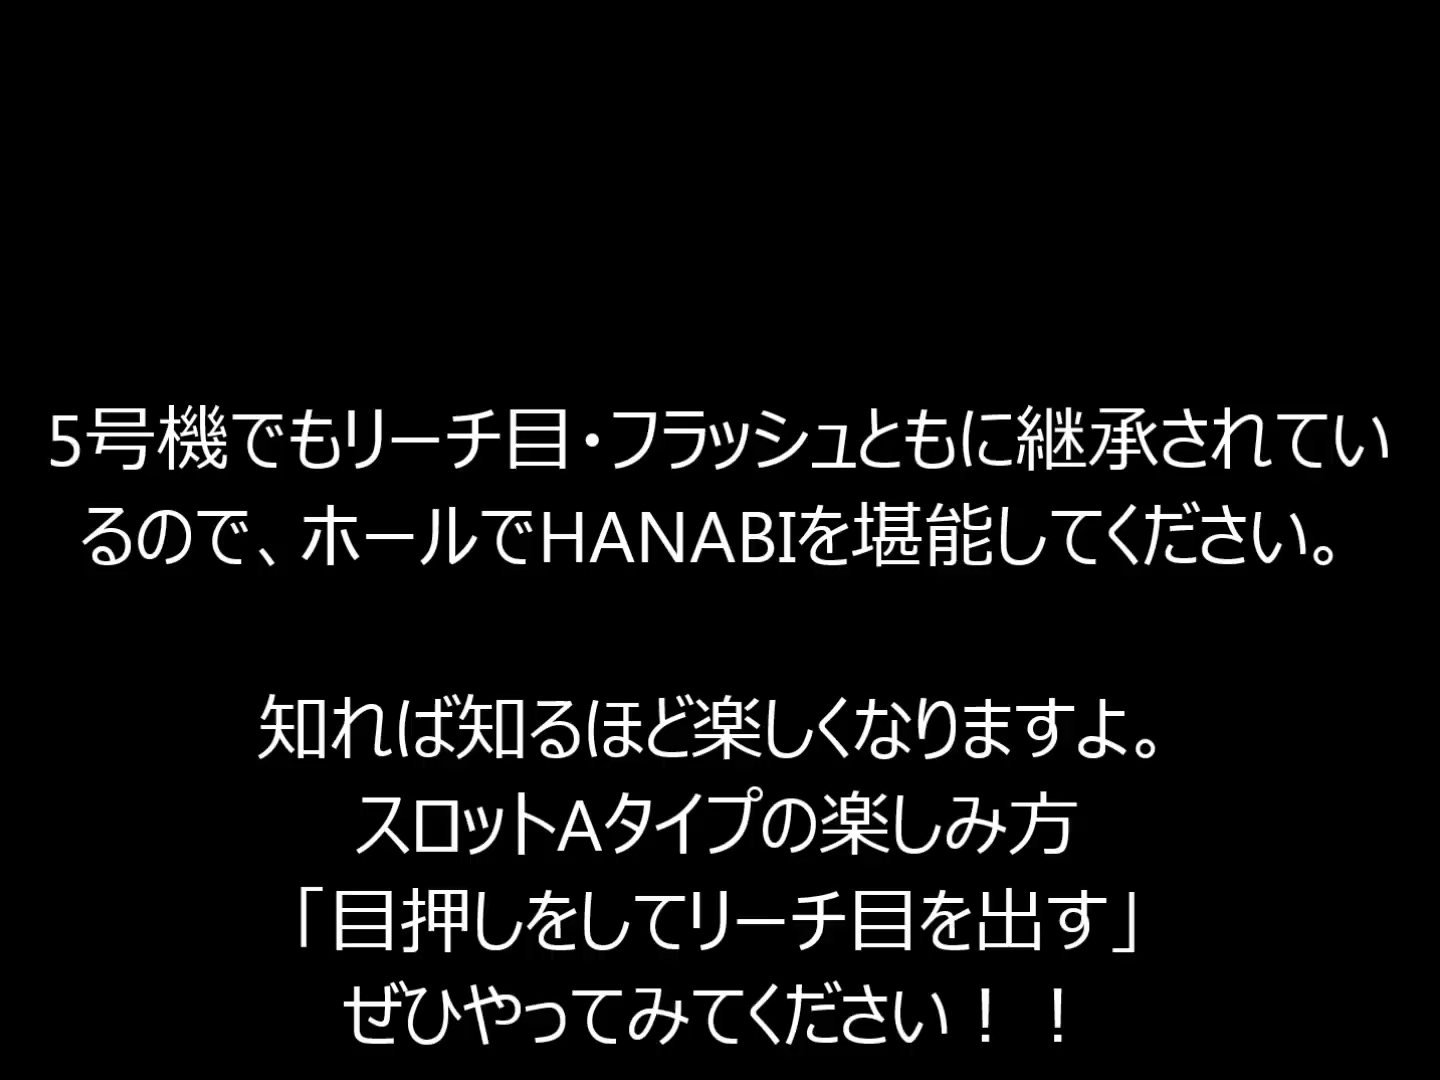 5号機でもリーチ目・フラッシュともに継承されてい
るので、ホールでHANABIを堪能してください。
知れば知るほど楽しくなりますよ。
スロットAタイプの楽しみ方
「目押しをしてリーチ目を出す」
ぜひやってみてください！！